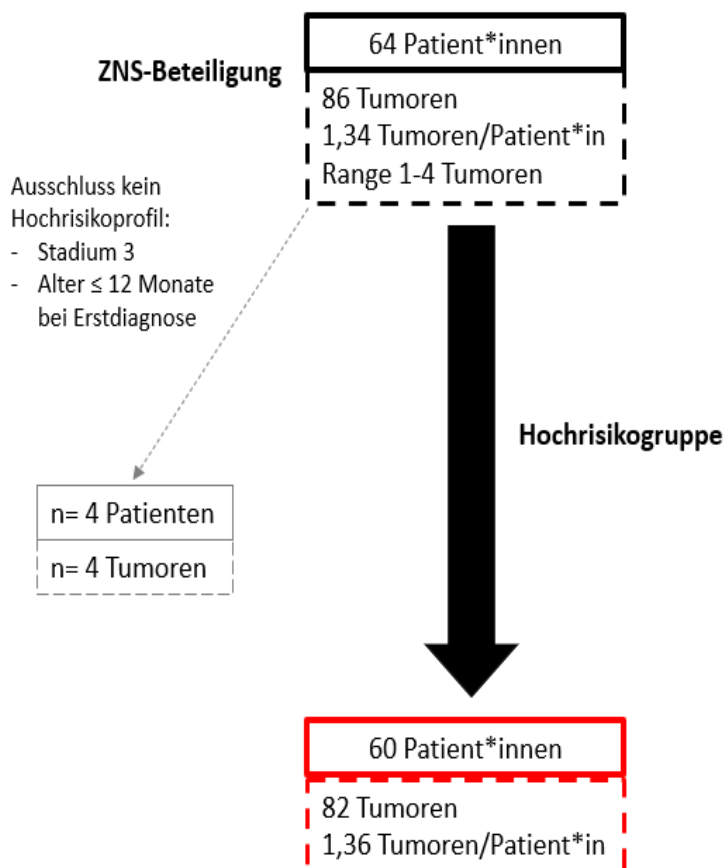 64 Patient*innen
ZNS-Beteiligung
86 Tumoren
1,34 Tumoren/Patient*in
Range 1-4 Tumoren
Ausschluss kein
Hochrisikoprofil:
- Stadium 3
- Alter ≤ 12 Monate
bei Erstdiagnose
Hochrisikogruppe
n= 4 Patienten
n= 4 Tumoren
60 Patient*innen
82 Tumoren
1,36 Tumoren/Patient*in